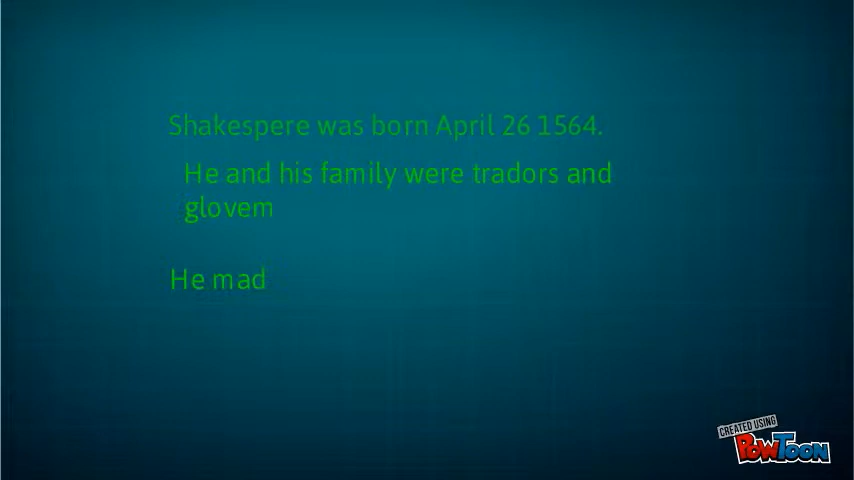 Shakespere was born April 26 1564.
He and his family were tradors and
glovem
He mad
CREATED USING
POWTOON